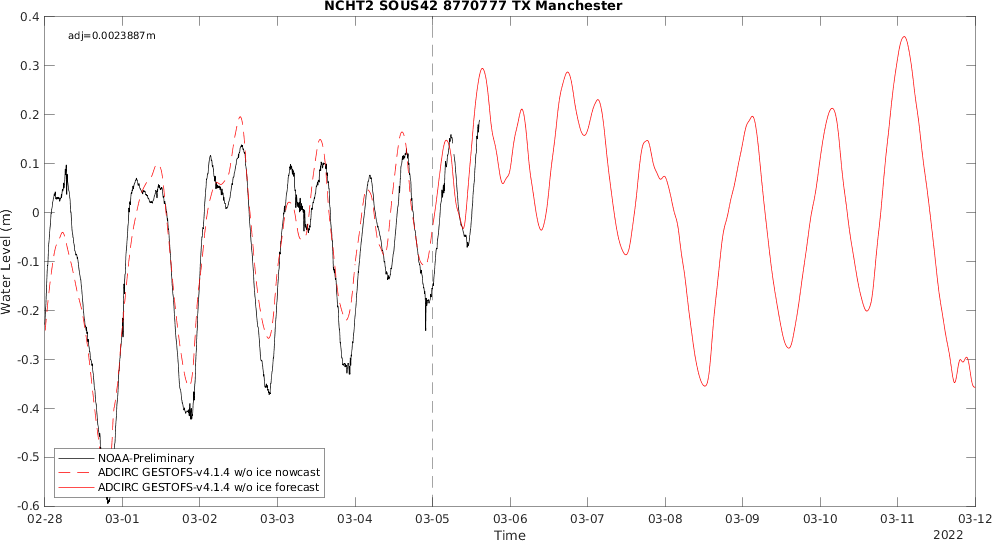 NCHT2 SOUS42 8770777 TX Manchester
adj=0.0023887m
Water Level (m)
0.4
0.3
0.2
0.1
0
-0.1
-0.2
-0.3
-0.4
-0.5
-0.6
NOAA-Preliminary
ADCIRC GESTOFS-v4.1.4 w/o ice nowcast
ADCIRC GESTOFS-v4.1.4 w/o ice forecast
02-28 03-01 03-02 03-03 03-04 03-05 03-06 03-07 03-08 03-09 03-10 03-11 03-12
Time
2022